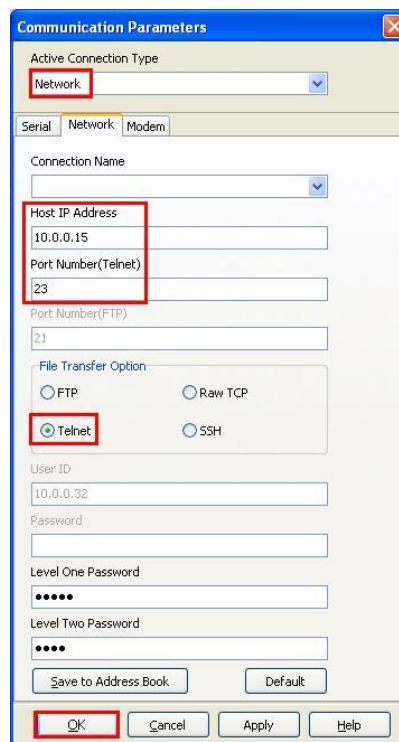 Communication Parameters
Active Connection Type
Network
Serial Network Modem
Connection Name
Host IP Address
10.0.0.15
Port Number(Telnet)
23
Port Number(FTP)
21
File Transfer Option
FTP Raw TCP
Telnet SSH
User ID
10.0.0.32
Password
Level One Password
●●●●●
Level Two Password
●●●●
Save to Address Book Default
OK Cancel Apply Help